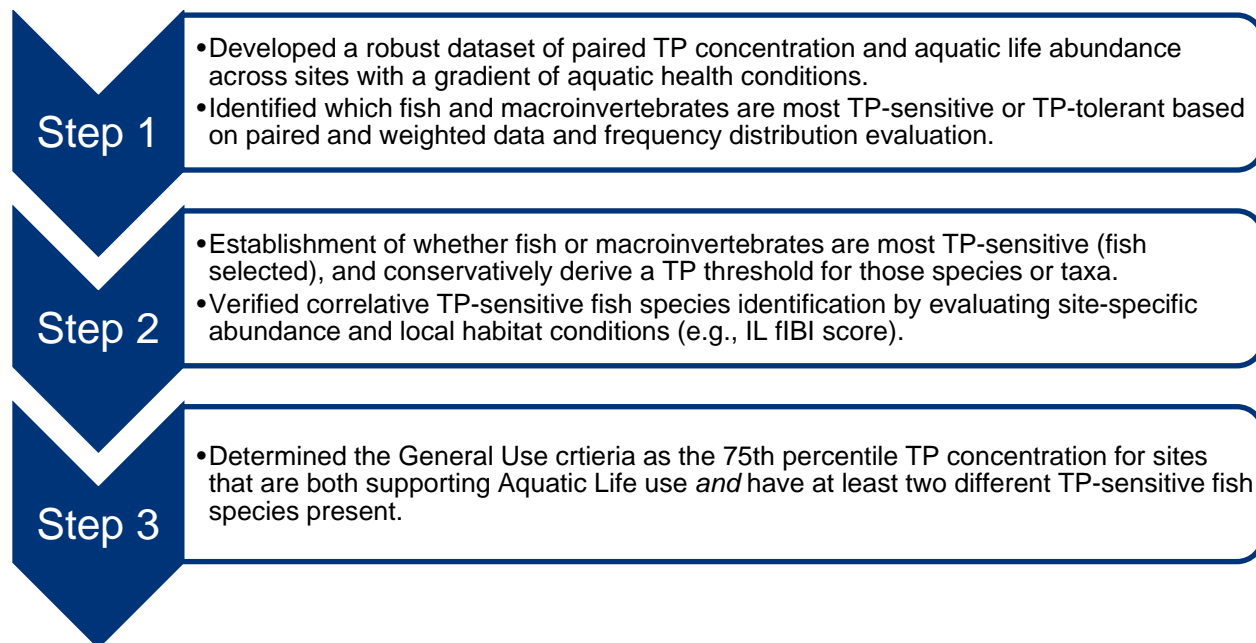 Step 1
•Developed a robust dataset of paired TP concentration and aquatic life abundance
across sites with a gradient of aquatic health conditions.
•Identified which fish and macroinvertebrates are most TP-sensitive or TP-tolerant based
on paired and weighted data and frequency distribution evaluation.
Step 2
•Establishment of whether fish or macroinvertebrates are most TP-sensitive (fish
selected), and conservatively derive a TP threshold for those species or taxa.
•Verified correlative TP-sensitive fish species identification by evaluating site-specific
abundance and local habitat conditions (e.g., IL fIBI score).
Step 3
•Determined the General Use crtieria as the 75th percentile TP concentration for sites
that are both supporting Aquatic Life use and have at least two different TP-sensitive fish
species present.